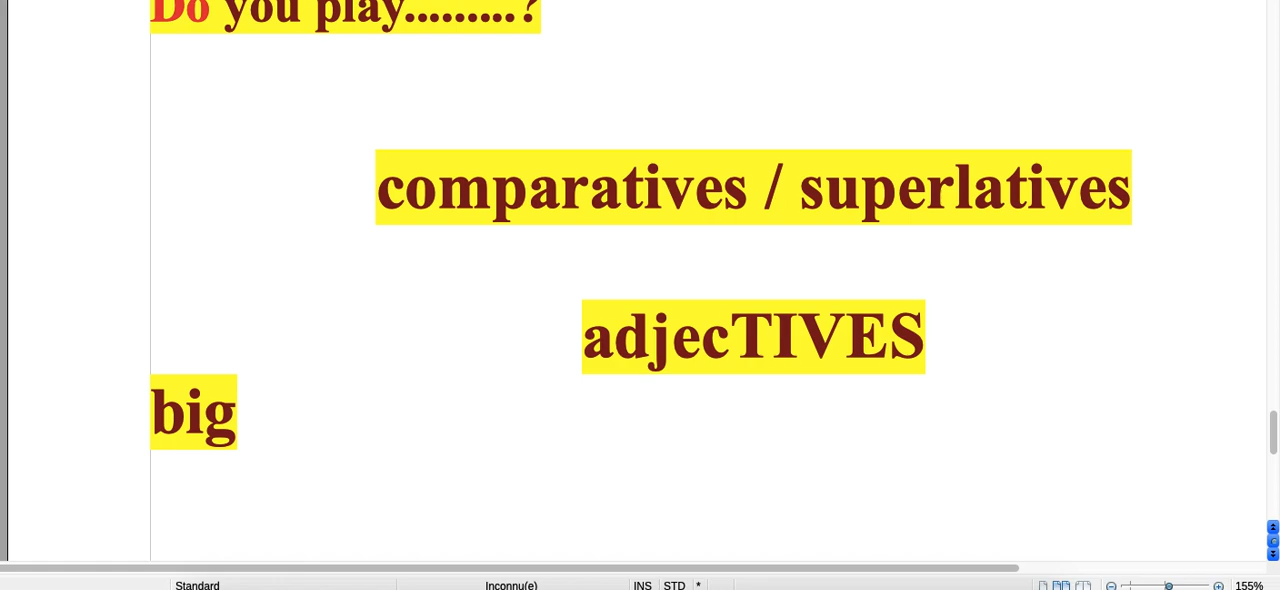 Do you play.........?
comparatives / superlatives
adjecTIVES
big
Standard Inconnu(e) INS STD * 155%